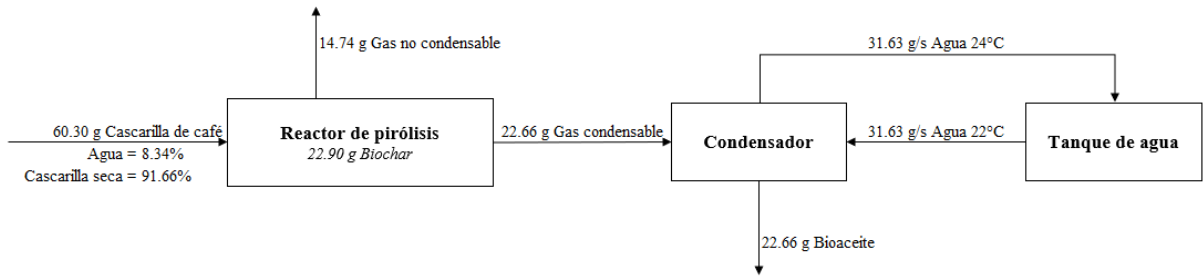 14.74 g Gas no condensable
31.63 g/s Agua 24°C
60.30 g Cascarilla de café
Agua = 8.34%
Cascarilla seca = 91.66%
Reactor de pirólisis
22.90 g Biochar
22.66 g Gas condensable
Condensador
31.63 g/s Agua 22°C
Tanque de agua
22.66 g Bioaceite